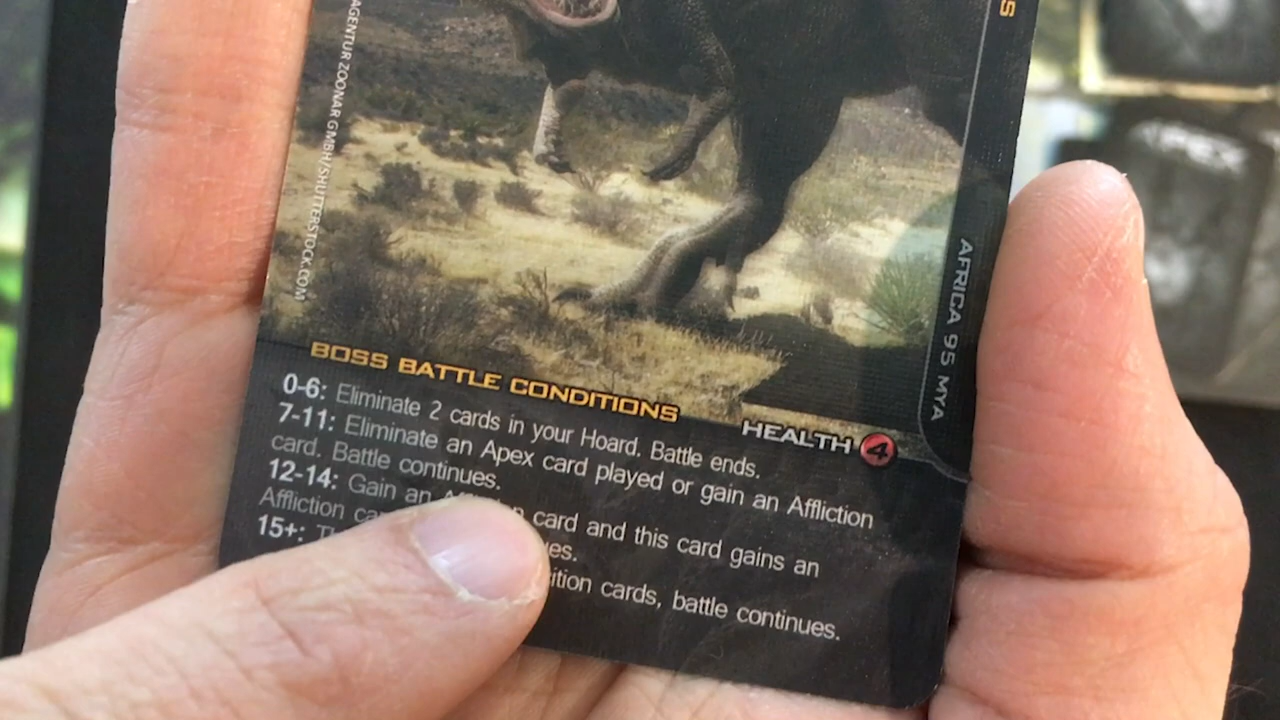 AGENTUR ZOONAR GMBH/SHUTTERSTOCK.COM
S
AFRICA 95 MYA
BOSS BATTLE CONDITIONS
HEALTH 4
0-6: Eliminate 2 cards in your Hoard. Battle ends.
7-11: Eliminate an Apex card played or gain an Affliction
card. Battle continues.
12-14: Gain an card and this card gains an
Affliction
15+: ition cards, battle continues.